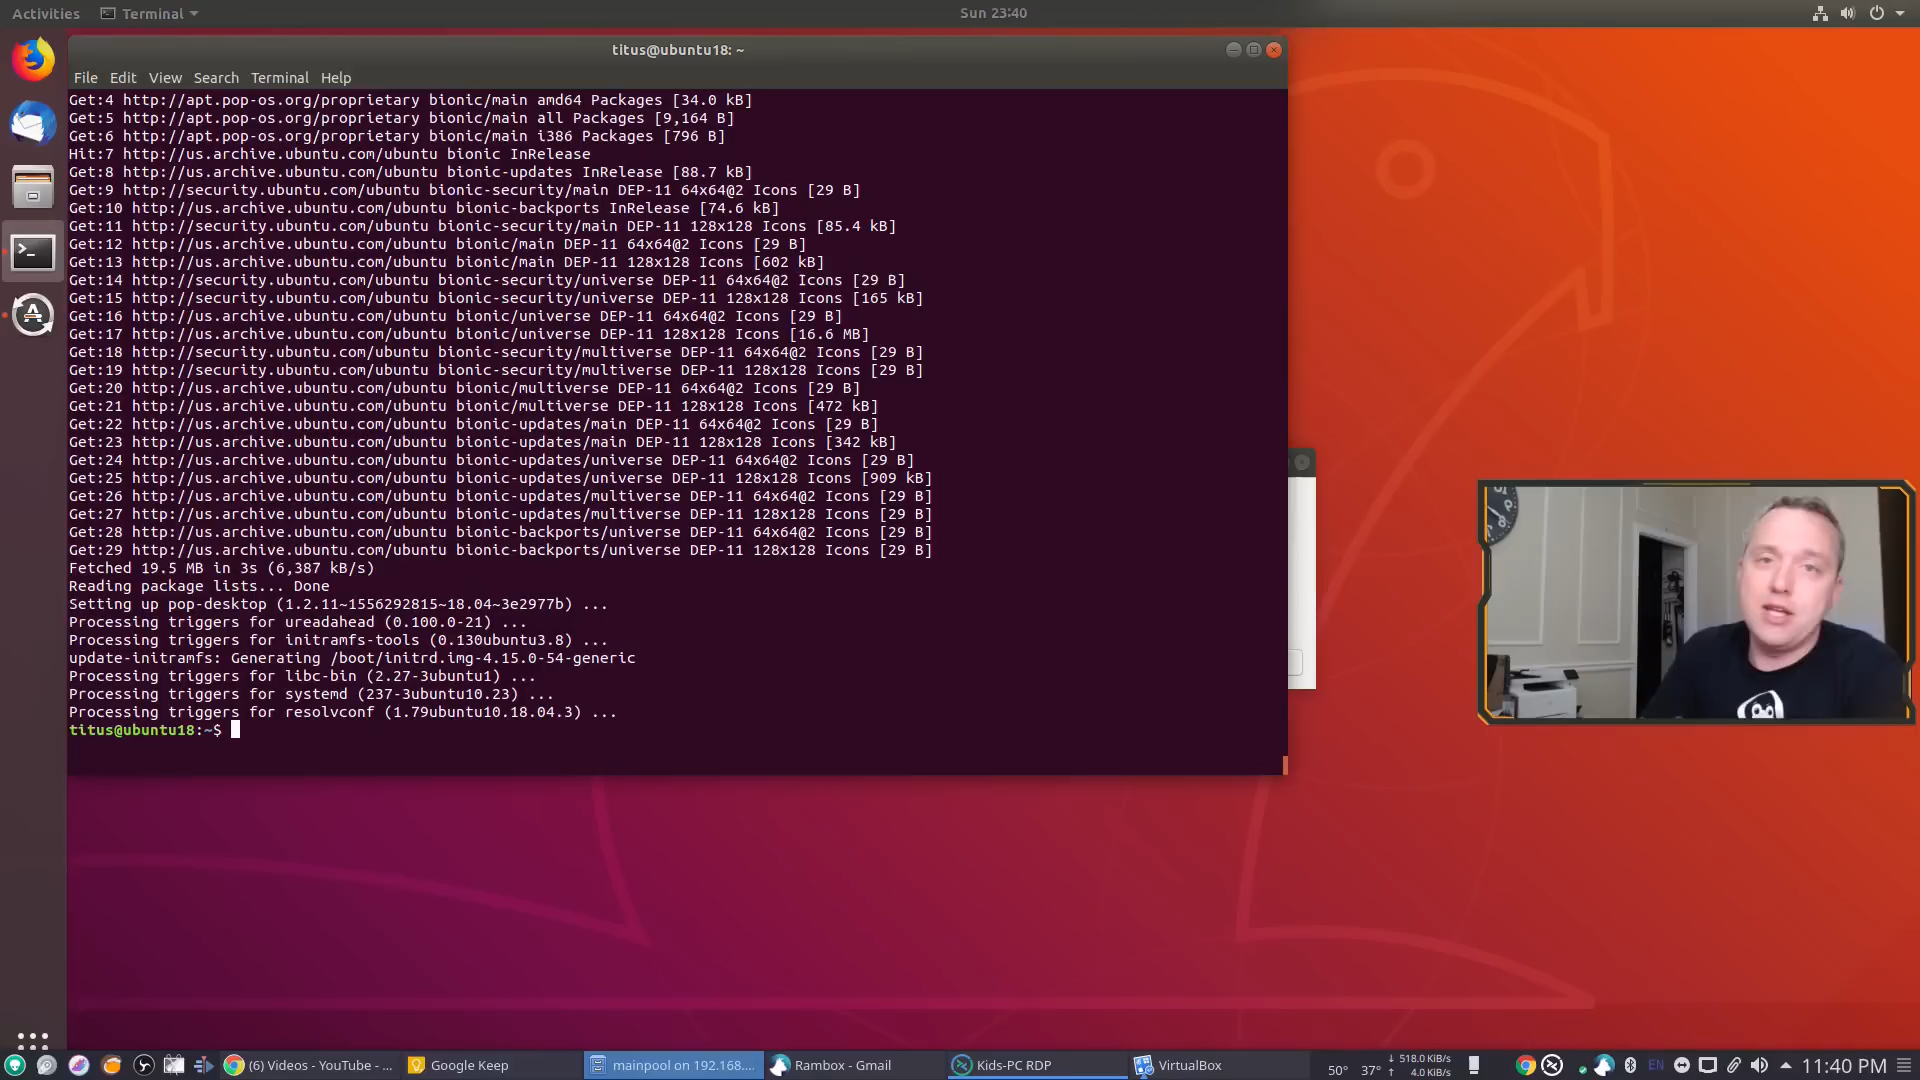 Activities
Terminal
Sun 23:40
titus@ubuntu18: ~
File Edit View Search Terminal Help
Get:4 http://apt.pop-os.org/proprietary bionic/main amd64 Packages [34.0 kB]
Get:5 http://apt.pop-os.org/proprietary bionic/main all Packages [9,164 B]
Get:6 http://apt.pop-os.org/proprietary bionic/main i386 Packages [796 B]
Hit:7 http://us.archive.ubuntu.com/ubuntu bionic InRelease
Get:8 http://us.archive.ubuntu.com/ubuntu bionic-updates InRelease [88.7 kB]
Get:9 http://security.ubuntu.com/ubuntu bionic-security/main DEP-11 64x64@2 Icons [29 B]
Get:10 http://us.archive.ubuntu.com/ubuntu bionic-backports InRelease [74.6 kB]
Get:11 http://security.ubuntu.com/ubuntu bionic-security/main DEP-11 128x128 Icons [85.4 kB]
Get:12 http://us.archive.ubuntu.com/ubuntu bionic/main DEP-11 64x64@2 Icons [29 B]
Get:13 http://us.archive.ubuntu.com/ubuntu bionic/main DEP-11 128x128 Icons [602 kB]
Get:14 http://security.ubuntu.com/ubuntu bionic-security/universe DEP-11 64x64@2 Icons [29 B]
Get:15 http://security.ubuntu.com/ubuntu bionic-security/universe DEP-11 128x128 Icons [165 kB]
Get:16 http://us.archive.ubuntu.com/ubuntu bionic/universe DEP-11 64x64@2 Icons [29 B]
Get:17 http://us.archive.ubuntu.com/ubuntu bionic/universe DEP-11 128x128 Icons [16.6 MB]
Get:18 http://security.ubuntu.com/ubuntu bionic-security/multiverse DEP-11 64x64@2 Icons [29 B]
Get:19 http://security.ubuntu.com/ubuntu bionic-security/multiverse DEP-11 128x128 Icons [29 B]
Get:20 http://us.archive.ubuntu.com/ubuntu bionic/multiverse DEP-11 64x64@2 Icons [29 B]
Get:21 http://us.archive.ubuntu.com/ubuntu bionic/multiverse DEP-11 128x128 Icons [472 kB]
Get:22 http://us.archive.ubuntu.com/ubuntu bionic-updates/main DEP-11 64x64@2 Icons [29 B]
Get:23 http://us.archive.ubuntu.com/ubuntu bionic-updates/main DEP-11 128x128 Icons [342 kB]
Get:24 http://us.archive.ubuntu.com/ubuntu bionic-updates/universe DEP-11 64x64@2 Icons [29 B]
Get:25 http://us.archive.ubuntu.com/ubuntu bionic-updates/universe DEP-11 128x128 Icons [909 kB]
Get:26 http://us.archive.ubuntu.com/ubuntu bionic-updates/multiverse DEP-11 64x64@2 Icons [29 B]
Get:27 http://us.archive.ubuntu.com/ubuntu bionic-updates/multiverse DEP-11 128x128 Icons [29 B]
Get:28 http://us.archive.ubuntu.com/ubuntu bionic-backports/universe DEP-11 64x64@2 Icons [29 B]
Get:29 http://us.archive.ubuntu.com/ubuntu bionic-backports/universe DEP-11 128x128 Icons [29 B]
Fetched 19.5 MB in 3s (6,387 kB/s)
Reading package lists... Done
Setting up pop-desktop (1.2.11~1556292815~18.04~3e2977b) ...
Processing triggers for ureadahead (0.100.0-21) ...
Processing triggers for initramfs-tools (0.130ubuntu3.8) ...
update-initramfs: Generating /boot/initrd.img-4.15.0-54-generic
Processing triggers for libc-bin (2.27-3ubuntu1) ...
Processing triggers for systemd (237-3ubuntu10.23) ...
Processing triggers for resolvconf (1.79ubuntu10.18.04.3) ...
titus@ubuntu18:~$
(6) Videos - YouTube - ...
Google Keep
mainpool on 192.168....
Rambox - Gmail
Kids-PC RDP
VirtualBox
50° 37°
↓ 518.0 KiB/s
↑ 4.0 KiB/s
EN
11:40 PM